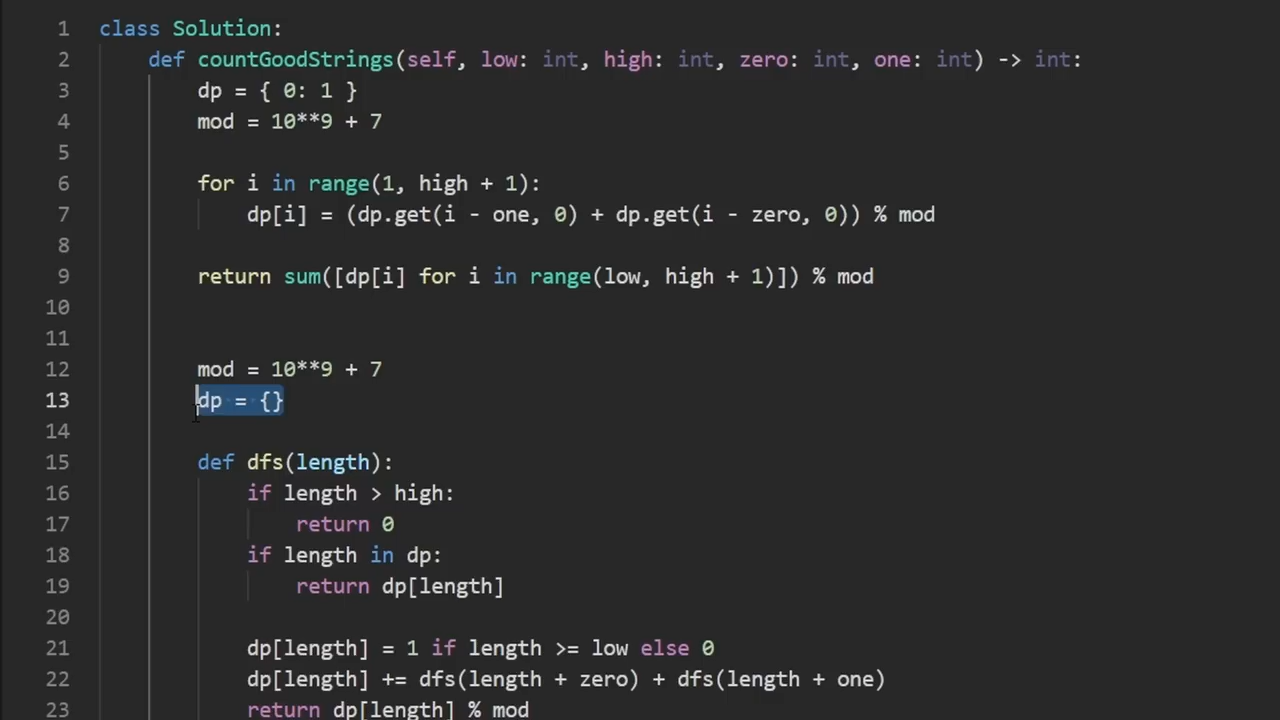 1 class Solution:
2 def countGoodStrings(self, low: int, high: int, zero: int, one: int) -> int:
3 dp = { 0: 1 }
4 mod = 10**9 + 7
5
6 for i in range(1, high + 1):
7 dp[i] = (dp.get(i - one, 0) + dp.get(i - zero, 0)) % mod
8
9 return sum([dp[i] for i in range(low, high + 1)]) % mod
10
11
12 mod = 10**9 + 7
13 dp = {}
14
15 def dfs(length):
16 if length > high:
17 return 0
18 if length in dp:
19 return dp[length]
20
21 dp[length] = 1 if length >= low else 0
22 dp[length] += dfs(length + zero) + dfs(length + one)
23 return dp[length] % mod